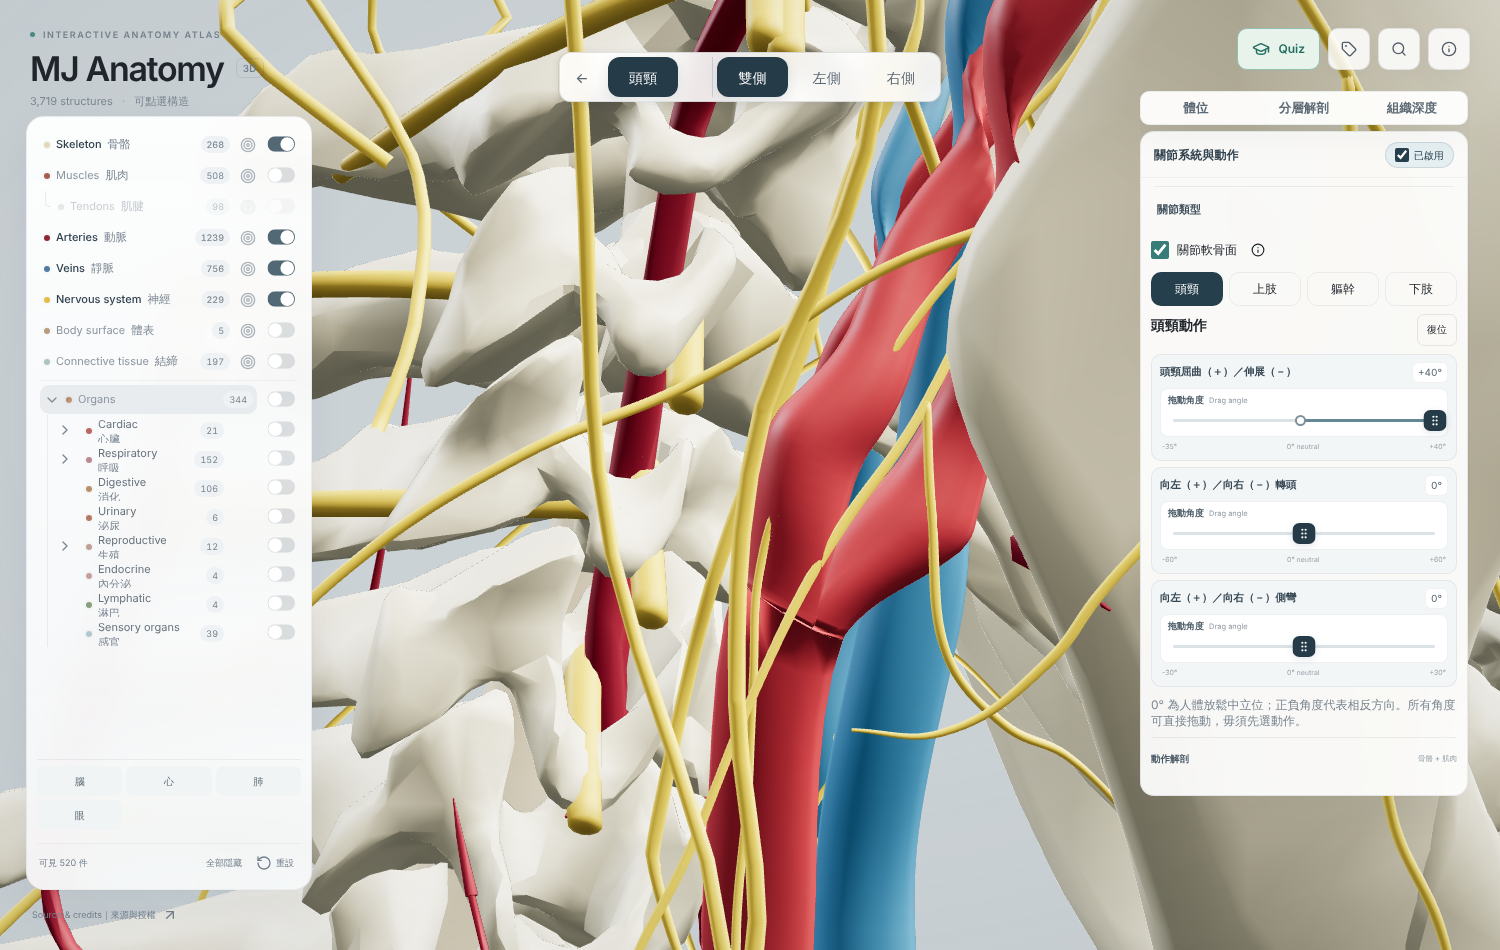 INTERACTIVE ANATOMY ATLAS
MJ Anatomy 3D
3,719 structures · 可點選構造
Skeleton 骨骼 268
Muscles 肌肉 508
Tendons 肌腱 98
Arteries 動脈 1239
Veins 靜脈 756
Nervous system 神經 229
Body surface 體表 5
Connective tissue 結締 197
Organs 344
Cardiac 21
心臟
Respiratory 152
呼吸
Digestive 106
消化
Urinary 6
泌尿
Reproductive 12
生殖
Endocrine 4
內分泌
Lymphatic 4
淋巴
Sensory organs 39
感官
腦 心 肺
眼
可見 520 件 全部隱藏 重設
Source & credits | 來源與授權
頭頸 雙側 左側 右側
Quiz
體位 分層解剖 組織深度
關節系統與動作 已啟用
關節類型
關節軟骨面
頭頸 上肢 軀幹 下肢
頭頸動作 復位
頭頸屈曲（+）／伸展（−） +40°
拖動角度 Drag angle
-35° 0° neutral +40°
向左（+）／向右（−）轉頭 0°
拖動角度 Drag angle
-60° 0° neutral +60°
向左（+）／向右（−）側彎 0°
拖動角度 Drag angle
-30° 0° neutral +30°
0° 為人體放鬆中立位；正負角度代表相反方向。所有角度
可直接拖動，毋須先選動作。
動作解剖 骨骼 + 肌肉